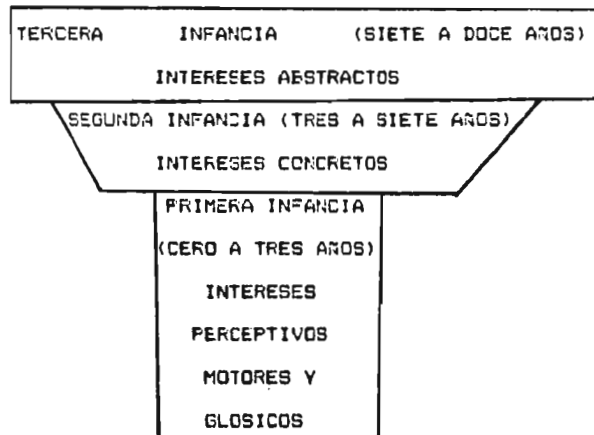 TERCERA INFANCIA (SIETE A DOCE AÑOS)
INTERESES ABSTRACTOS
SEGUNDA INFANCIA (TRES A SIETE AÑOS)
INTERESES CONCRETOS
PRIMERA INFANCIA
(CERO A TRES AÑOS)
INTERESES
PERCEPTIVOS
MOTORES Y
GLOSICOS